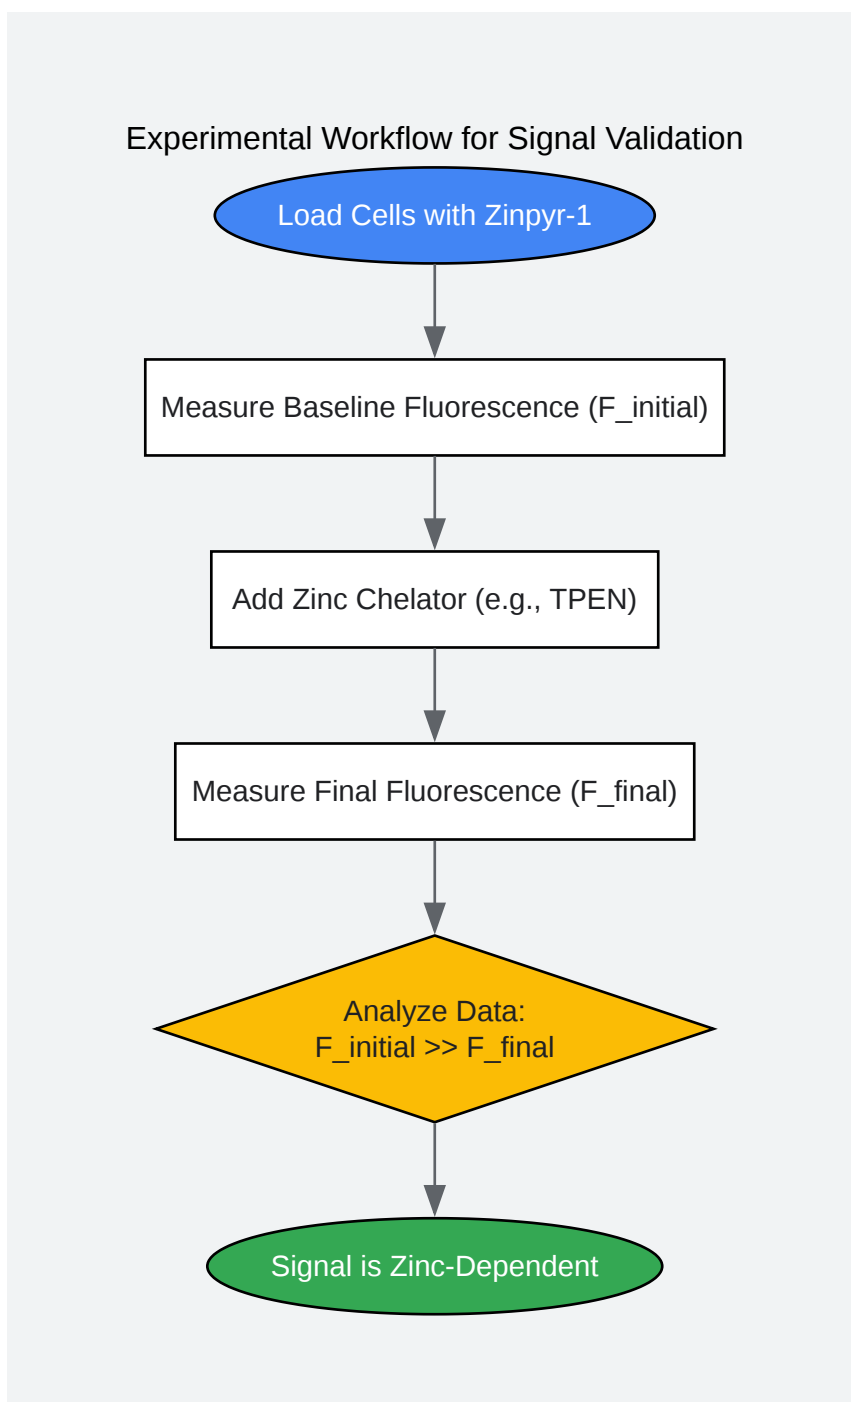 Experimental Workflow for Signal Validation
Load Cells with Zinpyr-1
Measure Baseline Fluorescence (F_initial)
Add Zinc Chelator (e.g., TPEN)
Measure Final Fluorescence (F_final)
Analyze Data:
F_initial >> F_final
Signal is Zinc-Dependent